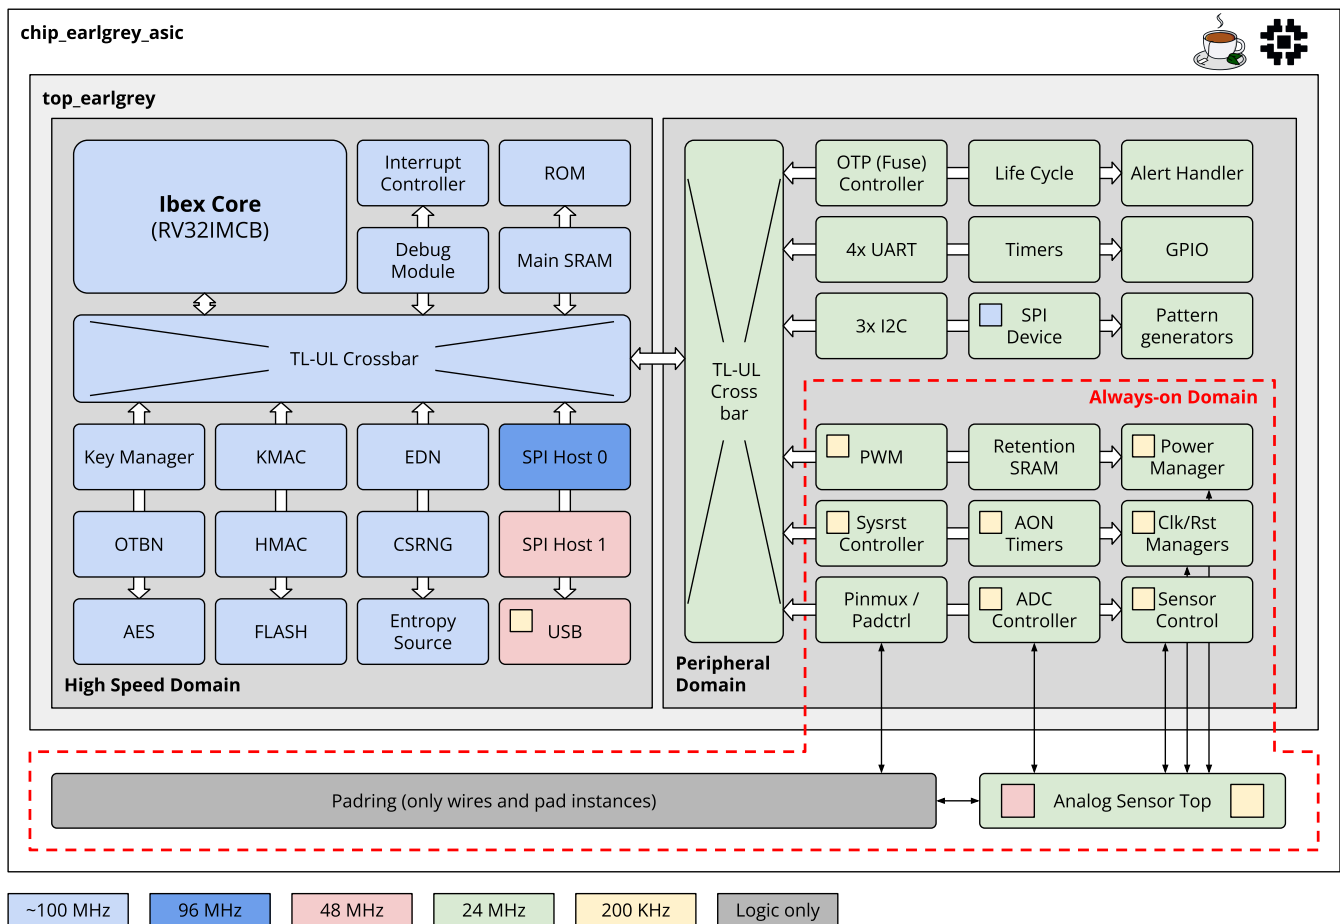 chip_earlgrey_asic
top_earlgrey
Ibex Core
(RV32IMCB)
Interrupt
Controller
ROM
Debug
Module
Main SRAM
TL-UL Crossbar
Key Manager
KMAC
EDN
SPI Host 0
OTBN
HMAC
CSRNG
SPI Host 1
AES
FLASH
Entropy
Source
USB
High Speed Domain
TL-UL
Cross
bar
OTP (Fuse)
Controller
Life Cycle
Alert Handler
4x UART
Timers
GPIO
3x I2C
SPI
Device
Pattern
generators
Always-on Domain
PWM
Retention
SRAM
Power
Manager
Sysrst
Controller
AON
Timers
Clk/Rst
Managers
Pinmux /
Padctrl
ADC
Controller
Sensor
Control
Peripheral
Domain
Padring (only wires and pad instances)
Analog Sensor Top
~100 MHz
96 MHz
48 MHz
24 MHz
200 KHz
Logic only